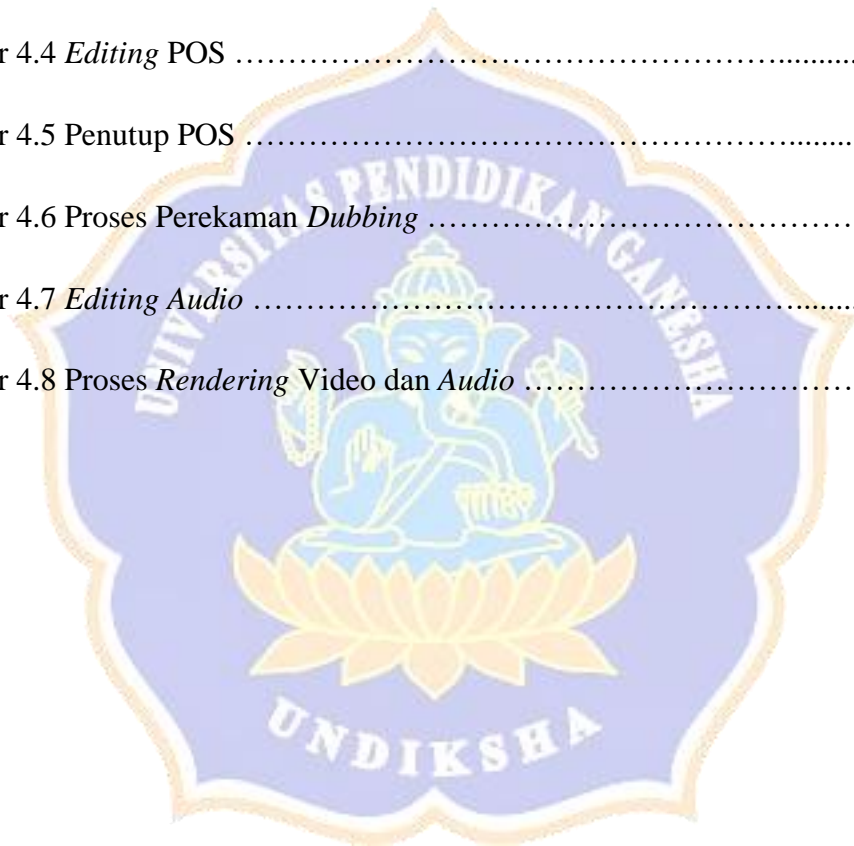 r 4.4 Editing POS ……………………………………………...........
r 4.5 Penutup POS ……………………………………………...........
r 4.6 Proses Perekaman Dubbing ………………………………
r 4.7 Editing Audio ……………………………………………...........
r 4.8 Proses Rendering Video dan Audio …………………………
UNIVERSITAS PENDIDIKAN GANESHA
UNDIKSHA